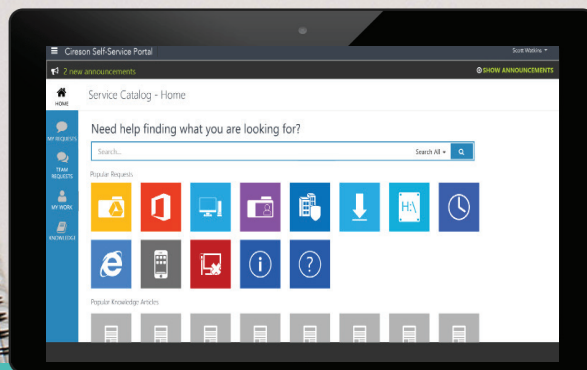 Cireson Self-Service Portal
Scott Watkins
2 new announcements
SHOW ANNOUNCEMENTS
HOME
Service Catalog - Home
MY REQUESTS
Need help finding what you are looking for?
Search...
Search All
TEAM
REQUESTS
Popular Requests
MY WORK
H:\
KNOWLEDGE
Popular Knowledge Articles